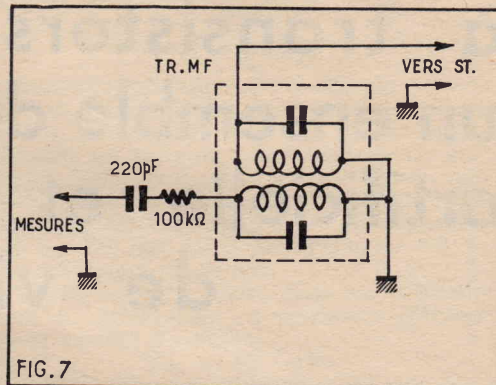 TR.MF
VERS ST.
220pF
100kΩ
MESURES
FIG.7